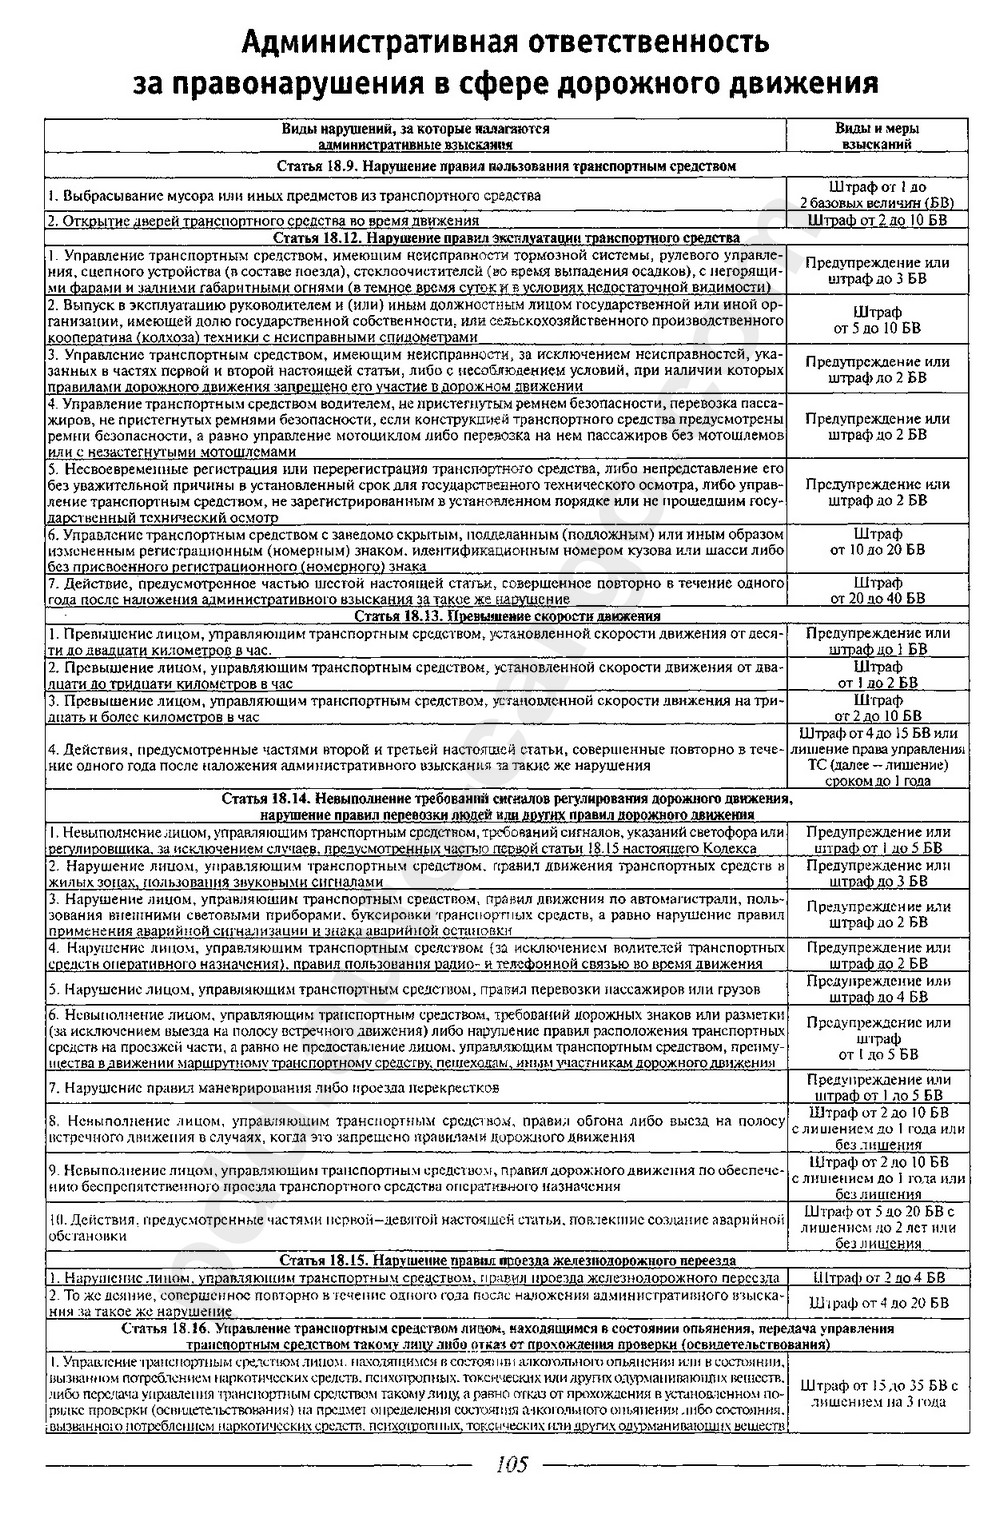 Административная ответственность
за правонарушения в сфере дорожного движения
Виды нарушений, за которые налагаются
административные взыскания
Виды и меры
взысканий
Статья 18.9. Нарушение правил пользования транспортным средством
1. Выбрасывание мусора или иных предметов из транспортного средства
Штраф от 1 до
2 базовых величин (БВ)
2. Открытие дверей транспортного средства во время движения
Штраф от 2 до 10 БВ
Статья 18.12. Нарушение правил эксплуатации транспортного средства
1. Управление транспортным средством, имеющим неисправности тормозной системы, рулевого управле-
ния, сцепного устройства (в составе поезда), стеклоочистителей (во время выпадения осадков), с негорящи-
ми фарами и задними габаритными огнями (в темное время суток и в условиях недостаточной видимости)
Предупреждение или
штраф до 3 БВ
2. Выпуск в эксплуатацию руководителем и (или) иным должностным лицом государственной или иной ор-
ганизации, имеющей долю государственной собственности, или сельскохозяйственного производственного
кооператива (колхоза) техники с неисправными спидометрами
Штраф
от 5 до 10 БВ
3. Управление транспортным средством, имеющим неисправности, за исключением неисправностей, ука-
занных в частях первой и второй настоящей статьи, либо с несоблюдением условий, при наличии которых
правилами дорожного движения запрещено его участие в дорожном движении
Предупреждение или
штраф до 2 БВ
4. Управление транспортным средством водителем, не пристегнутым ремнем безопасности, перевозка пасса-
жиров, не пристегнутых ремнями безопасности, если конструкцией транспортного средства предусмотрены
ремни безопасности, а равно управление мотоциклом либо перевозка на нем пассажиров без мотошлемов
или с незастегнутыми мотошлемами
Предупреждение или
штраф до 2 БВ
5. Несвоевременные регистрация или перерегистрация транспортного средства, либо непредставление его
без уважительной причины в установленный срок для государственного технического осмотра, либо управ-
ление транспортным средством, не зарегистрированным в установленном порядке или не прошедшим госу-
дарственный технический осмотр
Предупреждение или
штраф до 2 БВ
6. Управление транспортным средством с заведомо скрытым, подделанным (подложным) или иным образом
измененным регистрационным (номерным) знаком, идентификационным номером кузова или шасси либо
без присвоенного регистрационного (номерного) знака
Штраф
от 10 до 20 БВ
7. Действие, предусмотренное частью шестой настоящей статьи, совершенное повторно в течение одного
года после наложения административного взыскания за такое же нарушение
Штраф
от 20 до 40 БВ
Статья 18.13. Превышение скорости движения
1. Превышение лицом, управляющим транспортным средством, установленной скорости движения от деся-
ти до двадцати километров в час.
Предупреждение или
штраф до 1 БВ
2. Превышение лицом, управляющим транспортным средством, установленной скорости движения от два-
дцати до тридцати километров в час
Штраф
от 1 до 2 БВ
3. Превышение лицом, управляющим транспортным средством, установленной скорости движения на три-
дцать и более километров в час
Штраф
от 2 до 10 БВ
4. Действия, предусмотренные частями второй и третьей настоящей статьи, совершенные повторно в тече-
ние одного года после наложения административного взыскания за такие же нарушения
Штраф от 4 до 15 БВ или
лишение права управления
ТС (далее – лишение)
сроком до 1 года
Статья 18.14. Невыполнение требований сигналов регулирования дорожного движения,
нарушение правил перевозки людей или других правил дорожного движения
1. Невыполнение лицом, управляющим транспортным средством, требований сигналов, указаний светофора или
регулировщика, за исключением случаев, предусмотренных частью первой статьи 18.15 настоящего Кодекса
Предупреждение или
штраф от 1 до 5 БВ
2. Нарушение лицом, управляющим транспортным средством, правил движения транспортных средств в
жилых зонах, пользования звуковыми сигналами
Предупреждение или
штраф до 3 БВ
3. Нарушение лицом, управляющим транспортным средством, правил движения по автомагистрали, поль-
зования внешними световыми приборами, буксировки транспортных средств, а равно нарушение правил
применения аварийной сигнализации и знака аварийной остановки
Предупреждение или
штраф до 2 БВ
4. Нарушение лицом, управляющим транспортным средством (за исключением водителей транспортных
средств оперативного назначения), правил пользования радио- и телефонной связью во время движения
Предупреждение или
штраф до 2 БВ
5. Нарушение лицом, управляющим транспортным средством, правил перевозки пассажиров или грузов
Предупреждение или
штраф до 4 БВ
6. Невыполнение лицом, управляющим транспортным средством, требований дорожных знаков или разметки
(за исключением выезда на полосу встречного движения) либо нарушение правил расположения транспортных
средств на проезжей части, а равно не предоставление лицом, управляющим транспортным средством, преиму-
щества в движении маршрутному транспортному средству, пешеходам, иным участникам дорожного движения
Предупреждение или
штраф
от 1 до 5 БВ
7. Нарушение правил маневрирования либо проезда перекрестков
Предупреждение или
штраф от 1 до 5 БВ
8. Невыполнение лицом, управляющим транспортным средством, правил обгона либо выезд на полосу
встречного движения в случаях, когда это запрещено правилами дорожного движения
Штраф от 2 до 10 БВ
с лишением до 1 года или
без лишения
9. Невыполнение лицом, управляющим транспортным средством, правил дорожного движения по обеспече-
нию беспрепятственного проезда транспортного средства оперативного назначения
Штраф от 2 до 10 БВ
с лишением до 1 года или
без лишения
10. Действия, предусмотренные частями первой–девятой настоящей статьи, повлекшие создание аварийной
обстановки
Штраф от 5 до 20 БВ с
лишением до 2 лет или
без лишения
Статья 18.15. Нарушение правил проезда железнодорожного переезда
1. Нарушение лицом, управляющим транспортным средством, правил проезда железнодорожного переезда
Штраф от 2 до 4 БВ
2. То же деяние, совершенное повторно в течение одного года после наложения административного взыска-
ния за такое же нарушение
Штраф от 4 до 20 БВ
Статья 18.16. Управление транспортным средством лицом, находящимся в состоянии опьянения, передача управления
транспортным средством такому лицу либо отказ от прохождения проверки (освидетельствования)
1. Управление транспортным средством лицом, находящимся в состоянии алкогольного опьянения или в состоянии,
вызванном потреблением наркотических средств, психотропных, токсических или других одурманивающих веществ,
либо передача управления транспортным средством такому лицу, а равно отказ от прохождения в установленном по-
рядке проверки (освидетельствования) на предмет определения состояния алкогольного опьянения либо состояния,
вызванного потреблением наркотических средств, психотропных, токсических или других одурманивающих веществ
Штраф от 15 до 35 БВ с
лишением на 3 года
105